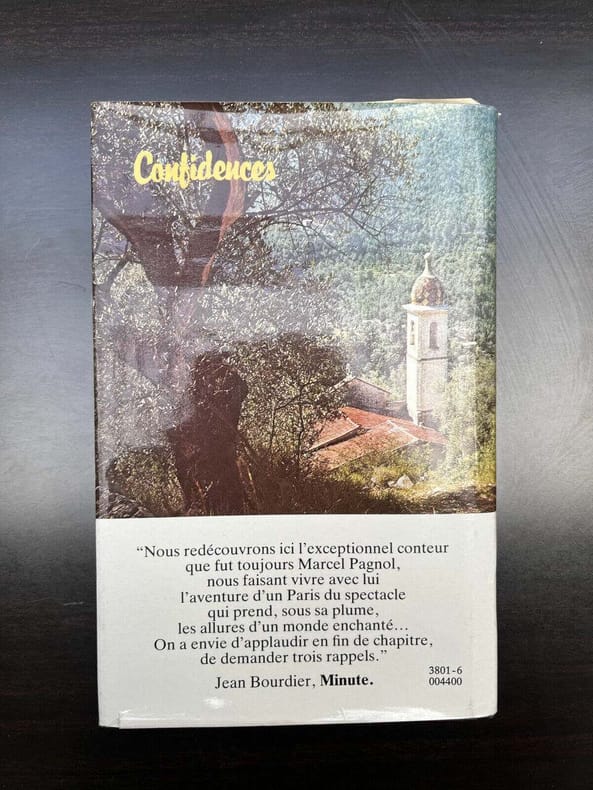 Confidences
“Nous redécouvrons ici l’exceptionnel conteur
que fut toujours Marcel Pagnol,
nous faisant vivre avec lui
l’aventure d’un Paris du spectacle
qui prend, sous sa plume,
les allures d’un monde enchanté...
On a envie d’applaudir en fin de chapitre,
de demander trois rappels.”
Jean Bourdier, Minute.
3801-6
004400